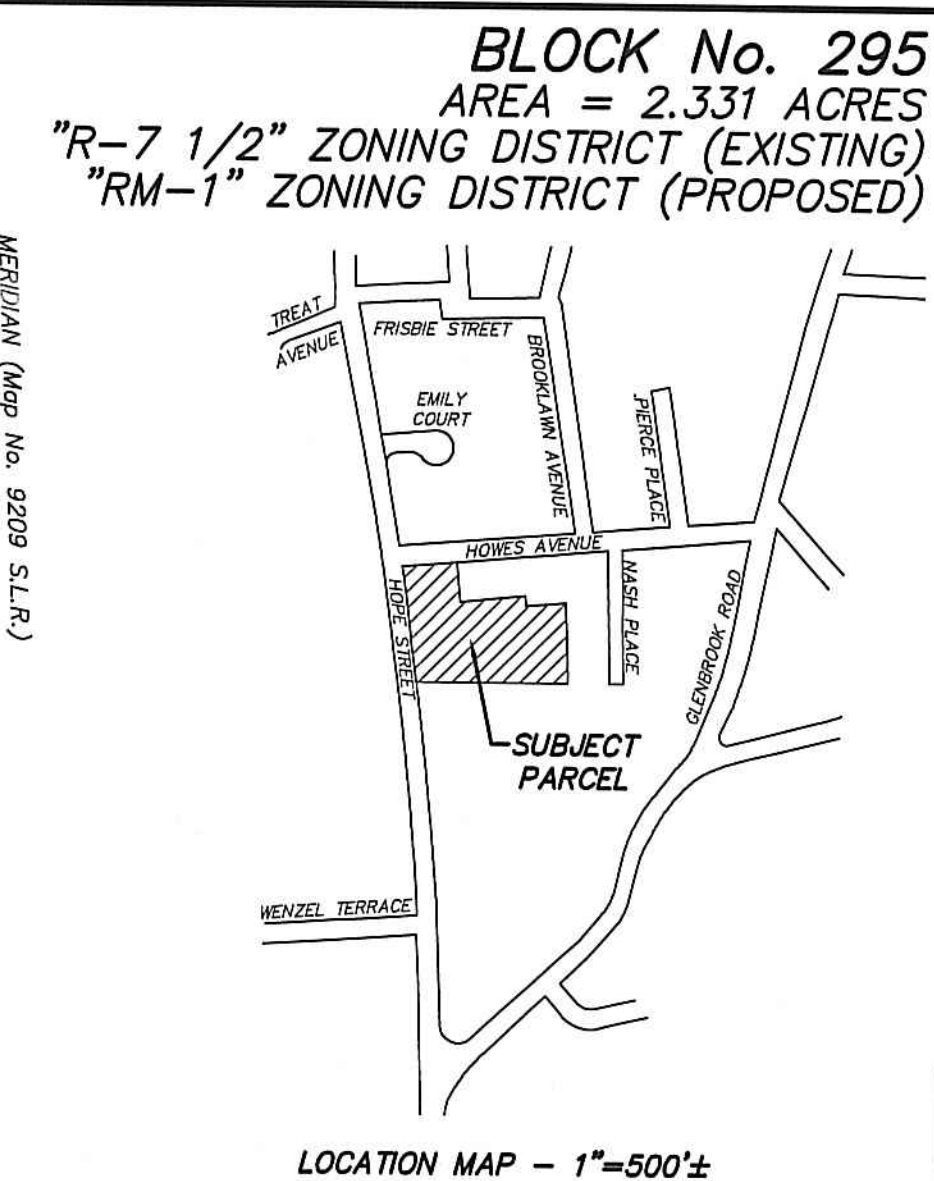 BLOCK No. 295
AREA = 2.331 ACRES
"R-7 1/2" ZONING DISTRICT (EXISTING)
"RM-1" ZONING DISTRICT (PROPOSED)
MERIDIAN (Map No. 9209 S.L.R.)
TREAT
AVENUE
FRISBIE STREET
BROOKLAWN AVENUE
EMILY
COURT
PIERCE PLACE
HOWES AVENUE
HOPE STREET
NASH PLACE
GLENBROOK ROAD
SUBJECT
PARCEL
WENZEL TERRACE
LOCATION MAP - 1"=500'±